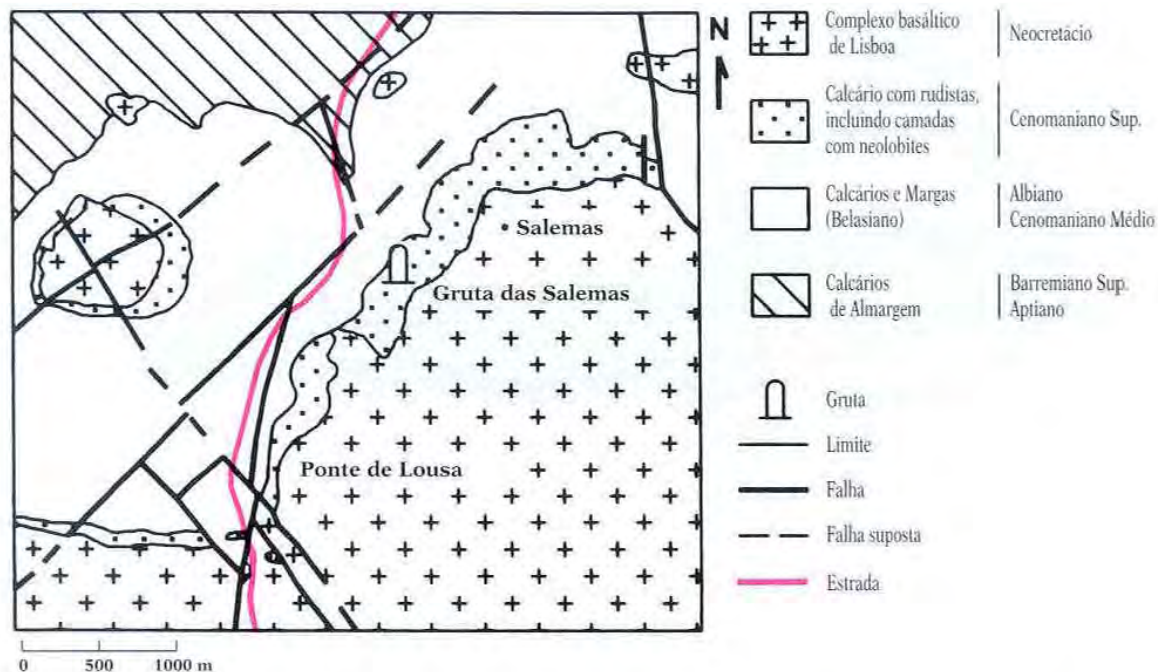 N
Salemas
Gruta das Salemas
Ponte de Lousa
0 500 1000 m
Complexo basáltico
de Lisboa
Neocretácio
Calcário com rudistas,
incluindo camadas
com neolobites
Cenomaniano Sup.
Calcários e Margas
(Belasiano)
Albiano
Cenomaniano Médio
Calcários
de Almargem
Barremiano Sup.
Aptiano
Gruta
Limite
Falha
Falha suposta
Estrada